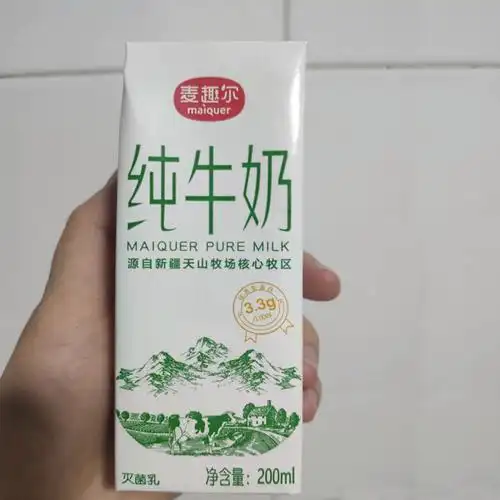 麦趣尔
maiquer
纯牛奶
MAIQUER PURE MILK
源自新疆天山牧场核心牧区
3.3g
灭菌乳
净含量: 200ml